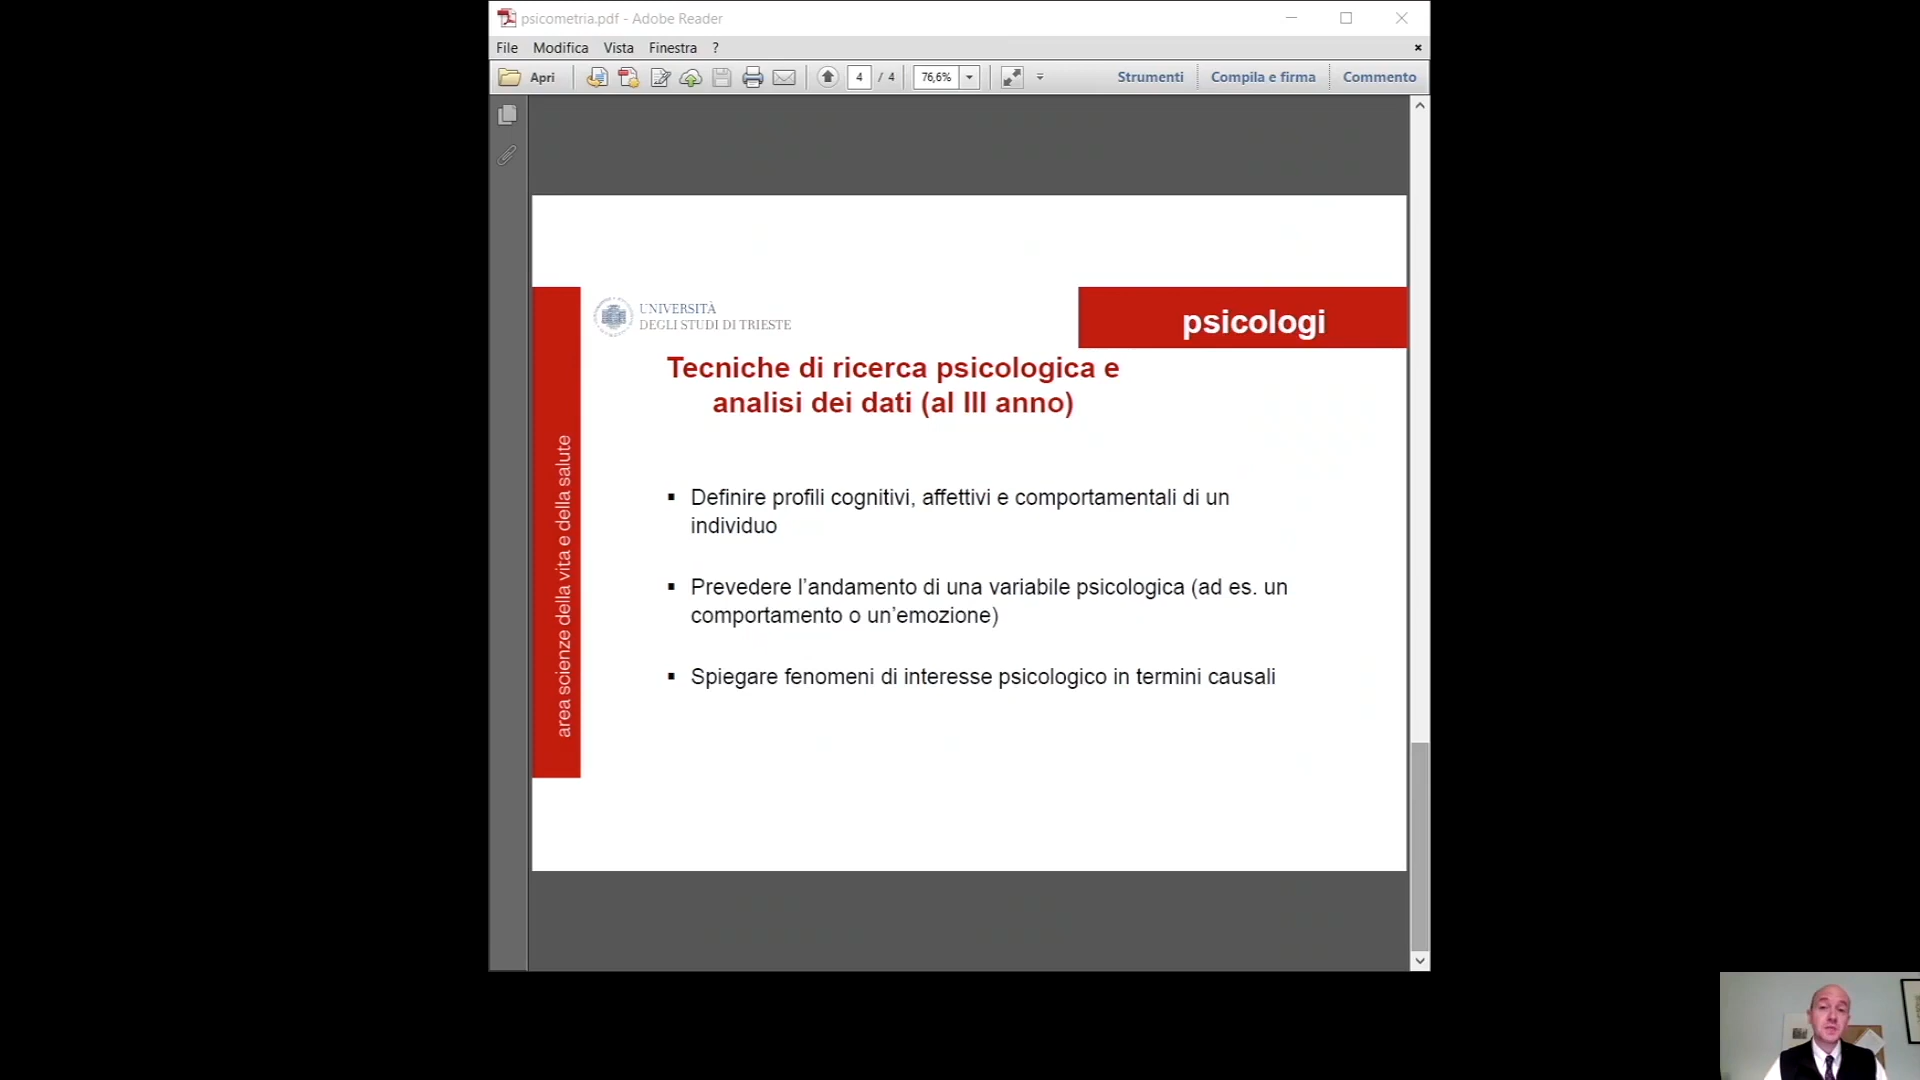 psicometria.pdf - Adobe Reader
File Modifica Vista Finestra ?
Apri 4 / 4 76,6% Strumenti Compila e firma Commento
UNIVERSITÀ
DEGLI STUDI DI TRIESTE
psicologi
Tecniche di ricerca psicologica e
analisi dei dati (al III anno)
area scienze della vita e della salute
▪ Definire profili cognitivi, affettivi e comportamentali di un
individuo
▪ Prevedere l’andamento di una variabile psicologica (ad es. un
comportamento o un’emozione)
▪ Spiegare fenomeni di interesse psicologico in termini causali